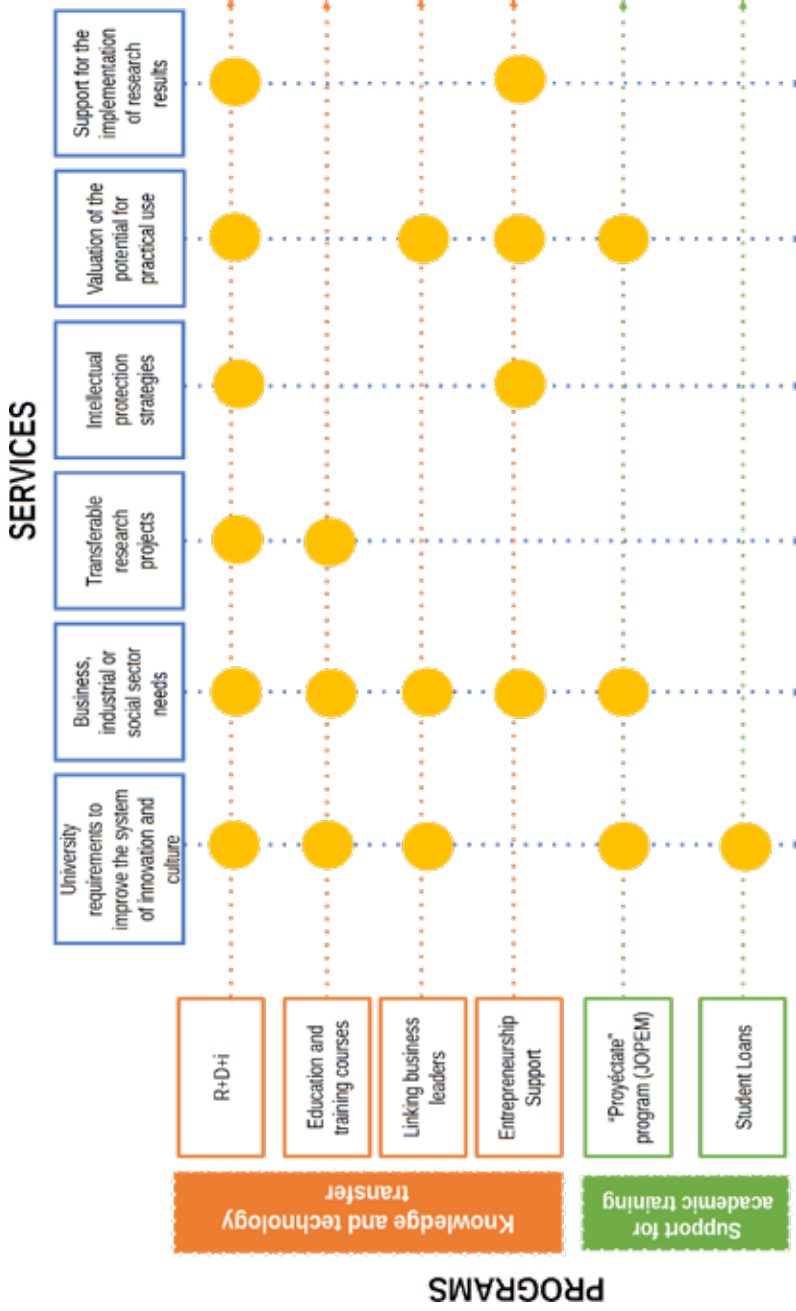 SERVICES
University
requirements to
improve the system
of innovation and
culture
Business,
industrial or
social sector
needs
Transferable
research
projects
Intellectual
protection
strategies
Valuation of the
potential for
practical use
Support for the
implementation
of research
results
PROGRAMS
Knowledge and technology
transfer
R+D+i
Education and
training courses
Linking business
leaders
Entrepreneurship
Support
Support for
academic training
"Proyéctate"
program (JOPEM)
Student Loans